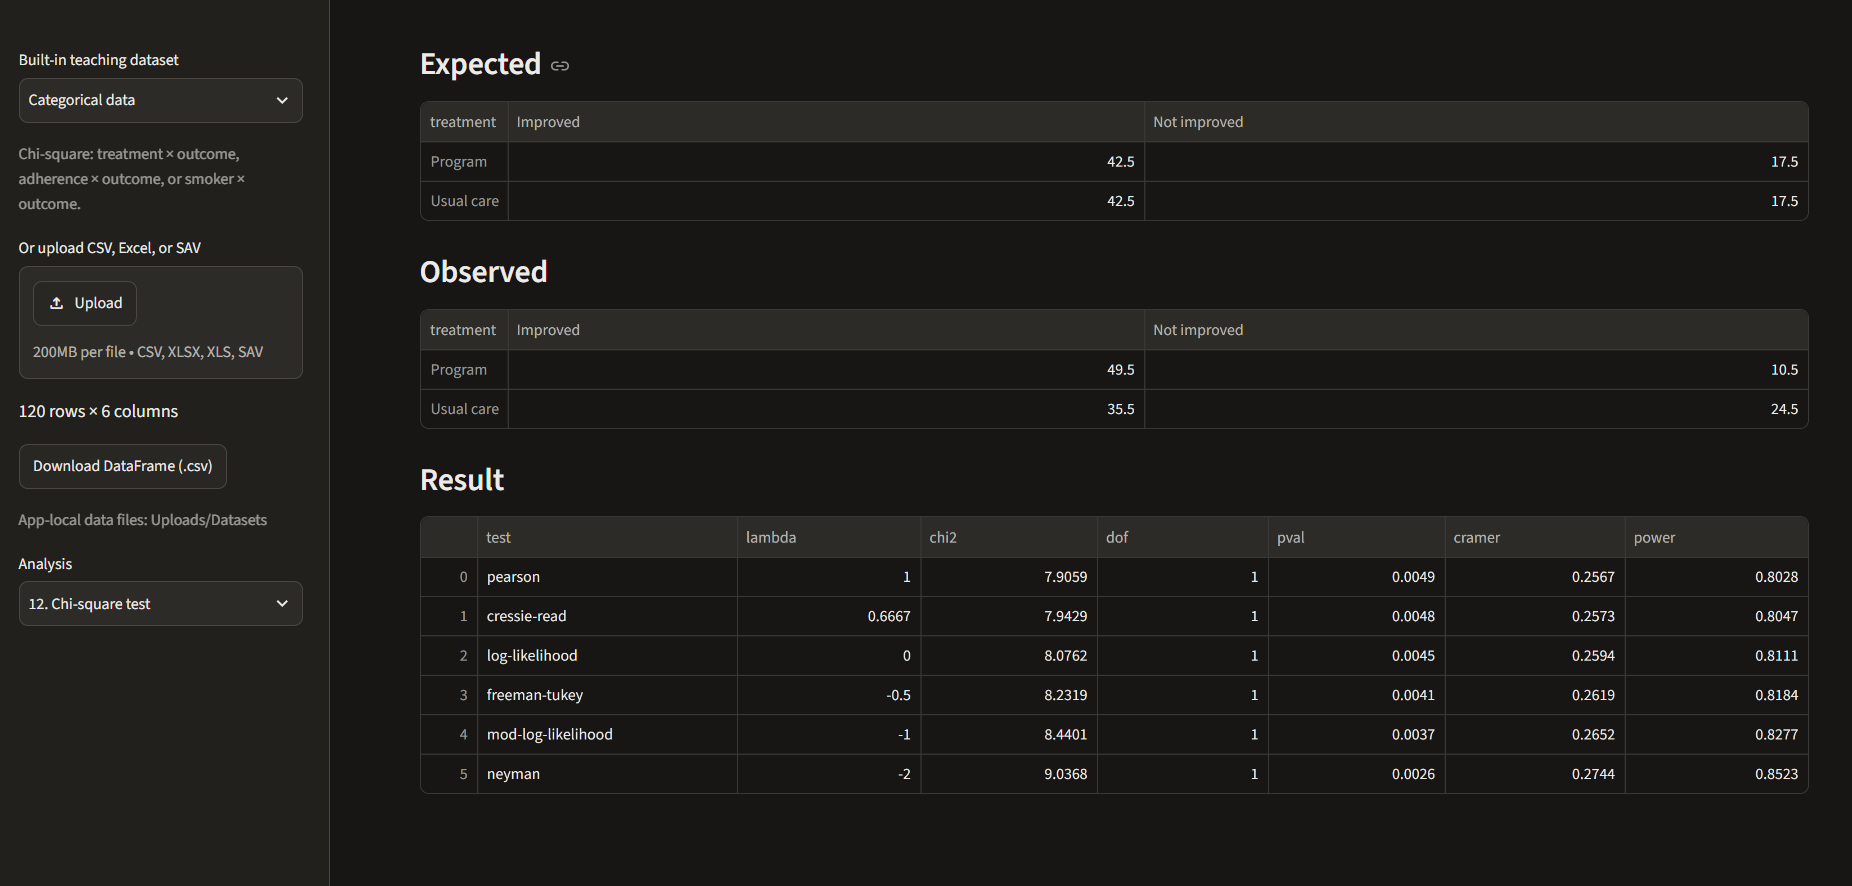 Built-in teaching dataset
Categorical data
Chi-square: treatment × outcome,
adherence × outcome, or smoker ×
outcome.
Or upload CSV, Excel, or SAV
Upload
200MB per file • CSV, XLSX, XLS, SAV
120 rows × 6 columns
Download DataFrame (.csv)
App-local data files: Uploads/Datasets
Analysis
12. Chi-square test
Expected
treatment Improved Not improved
Program 42.5 17.5
Usual care 42.5 17.5
Observed
treatment Improved Not improved
Program 49.5 10.5
Usual care 35.5 24.5
Result
test lambda chi2 dof pval cramer power
0 pearson 1 7.9059 1 0.0049 0.2567 0.8028
1 cressie-read 0.6667 7.9429 1 0.0048 0.2573 0.8047
2 log-likelihood 0 8.0762 1 0.0045 0.2594 0.8111
3 freeman-tukey -0.5 8.2319 1 0.0041 0.2619 0.8184
4 mod-log-likelihood -1 8.4401 1 0.0037 0.2652 0.8277
5 neyman -2 9.0368 1 0.0026 0.2744 0.8523